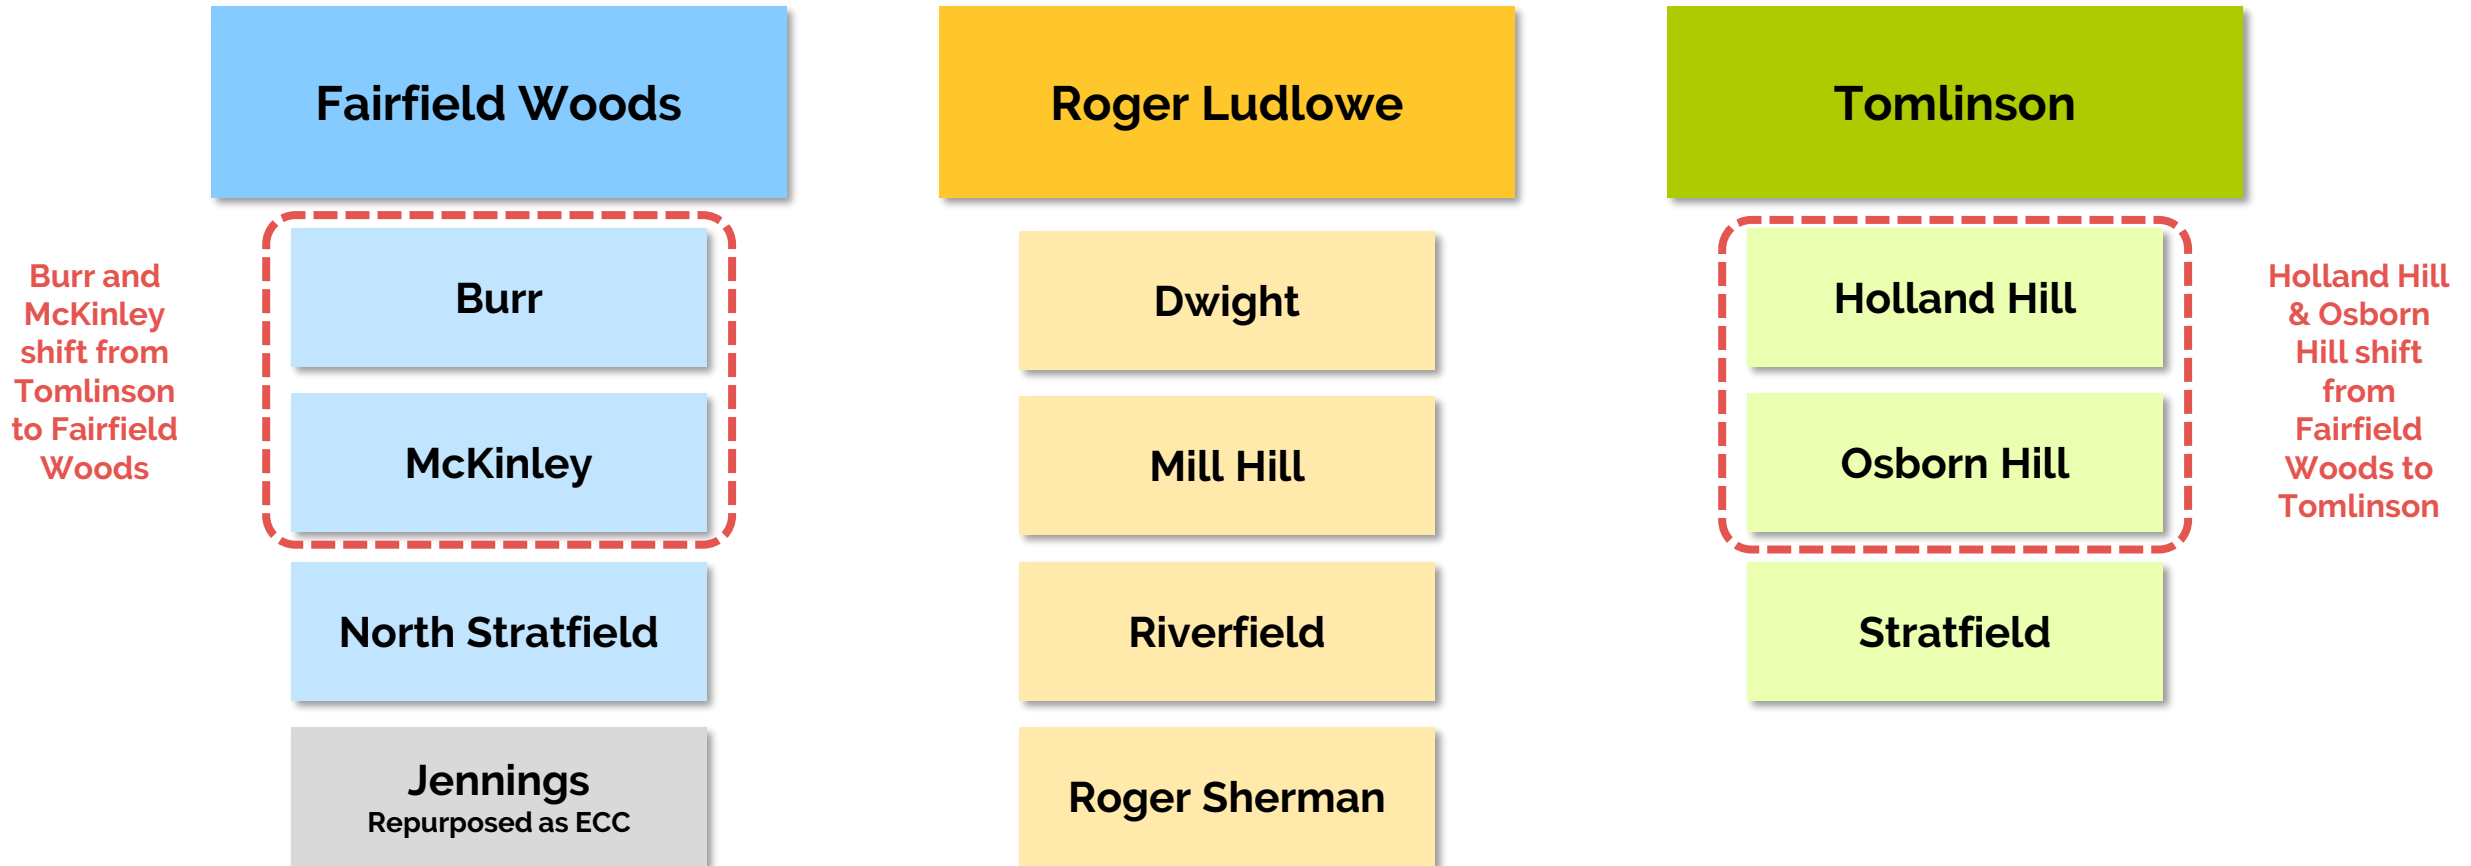 Fairfield Woods
Roger Ludlowe
Tomlinson
Burr and
McKinley
shift from
Tomlinson
to Fairfield
Woods
Burr
McKinley
North Stratfield
Jennings
Repurposed as ECC
Dwight
Mill Hill
Riverfield
Roger Sherman
Holland Hill
Osborn Hill
Stratfield
Holland Hill
& Osborn
Hill shift
from
Fairfield
Woods to
Tomlinson